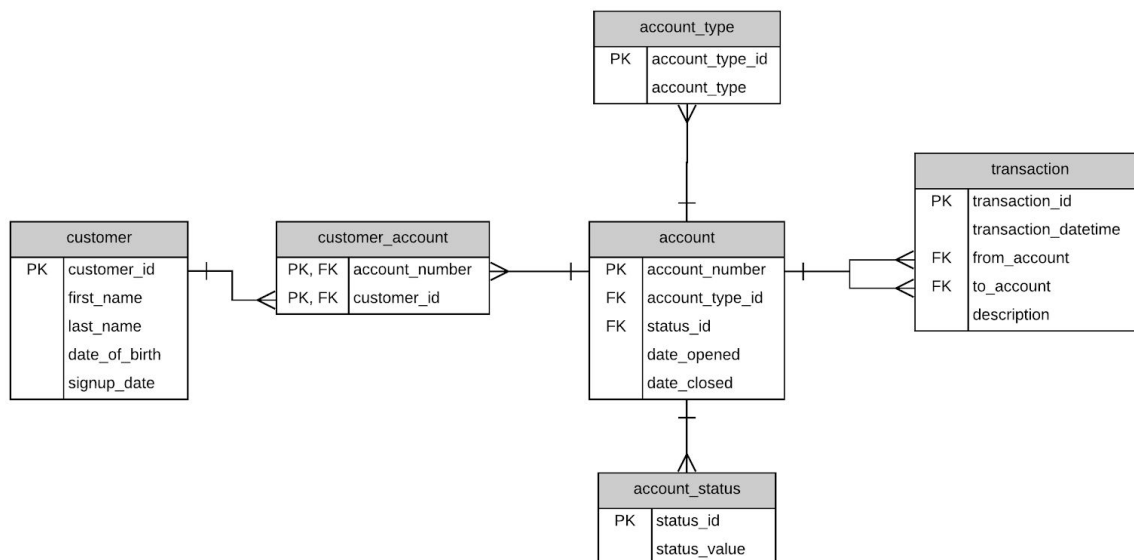 account_type
PK account_type_id
account_type
transaction
PK transaction_id
transaction_datetime
FK from_account
FK to_account
description
customer
PK customer_id
first_name
last_name
date_of_birth
signup_date
customer_account
PK, FK account_number
PK, FK customer_id
account
PK account_number
FK account_type_id
FK status_id
date_opened
date_closed
account_status
PK status_id
status_value